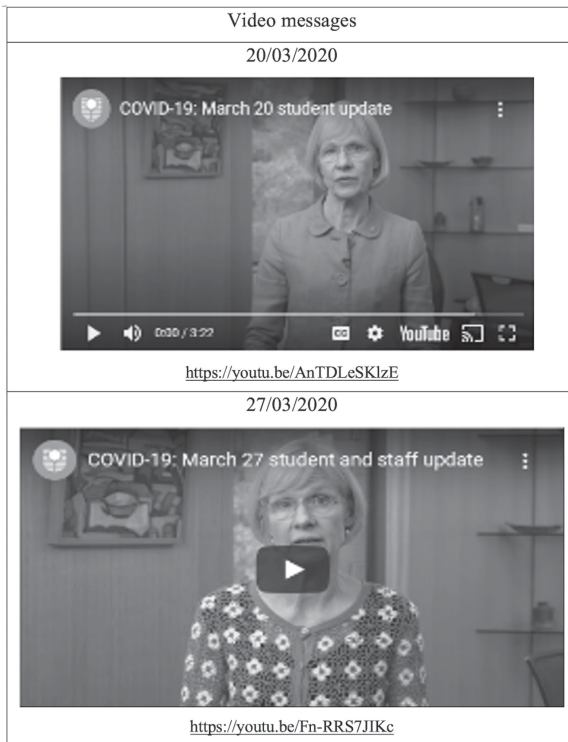 Video messages
20/03/2020
COVID-19: March 20 student update
0:00 / 3:22
CC
YouTube
https://youtu.be/AnTDLeSKlzE
27/03/2020
COVID-19: March 27 student and staff update
https://youtu.be/Fn-RRS7JIKc